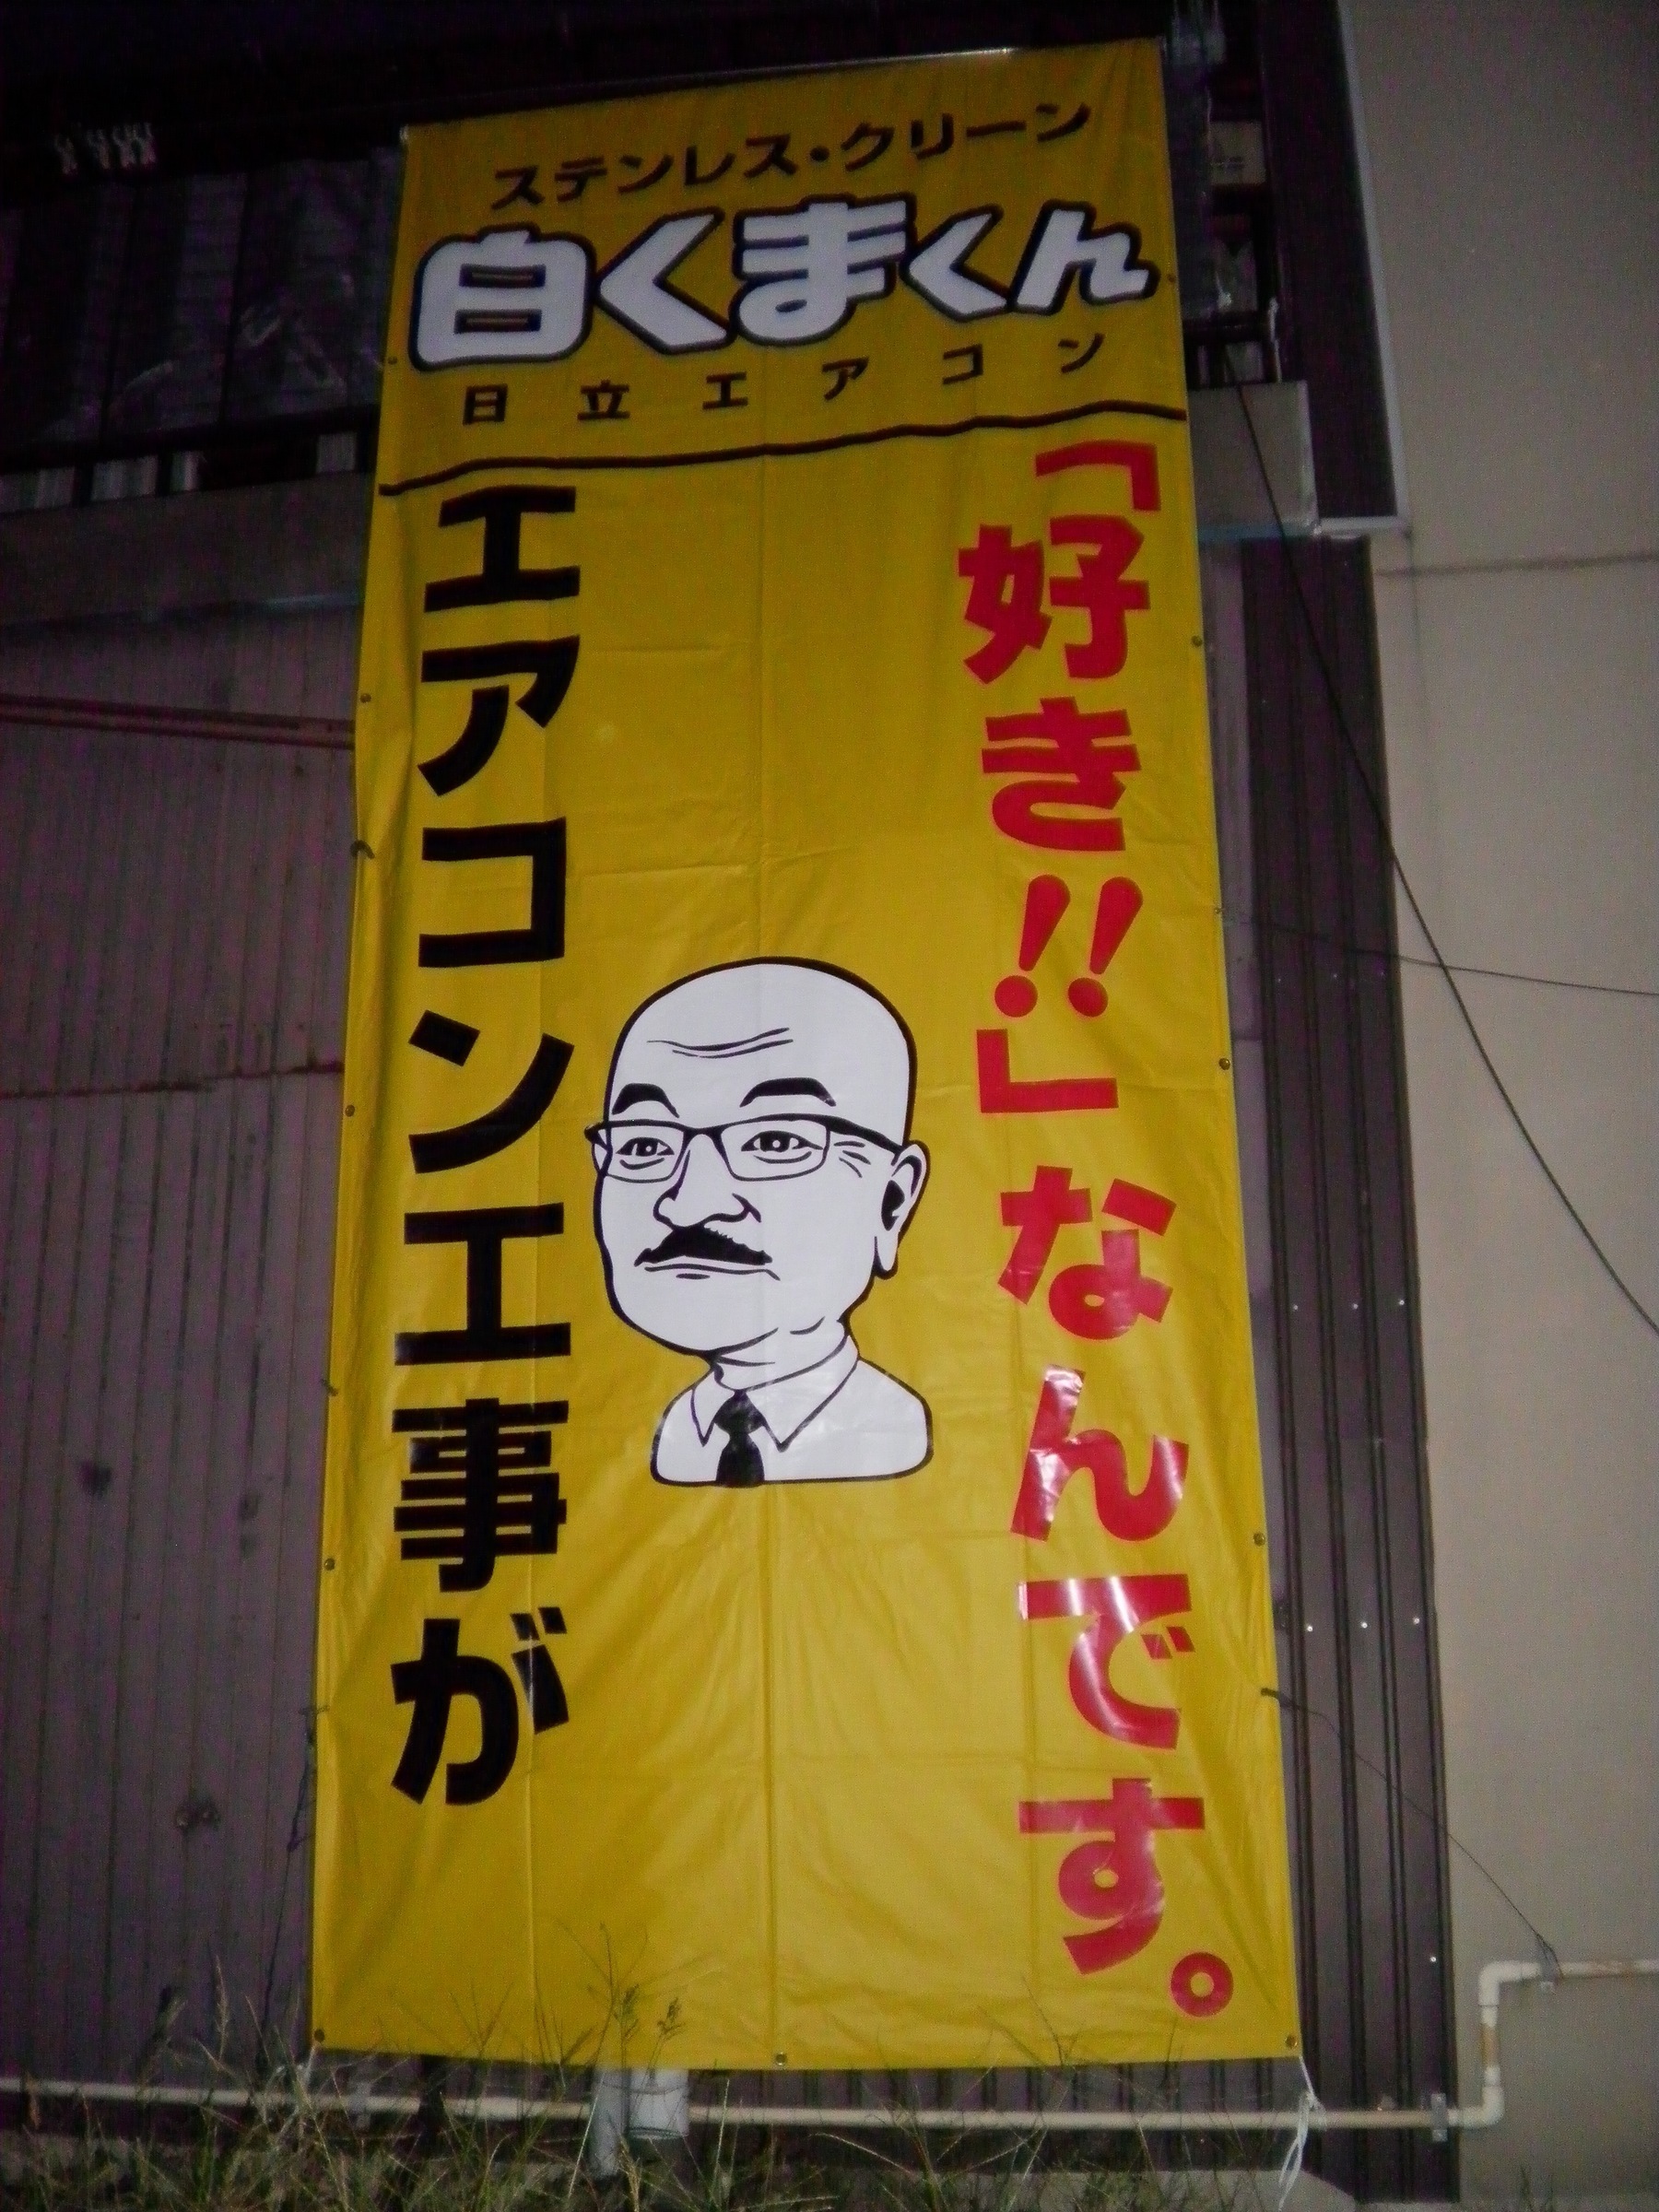 ステンレス・クリーン
白くまくん
日立エアコン
エアコン工事が
「好き!!」なんです。